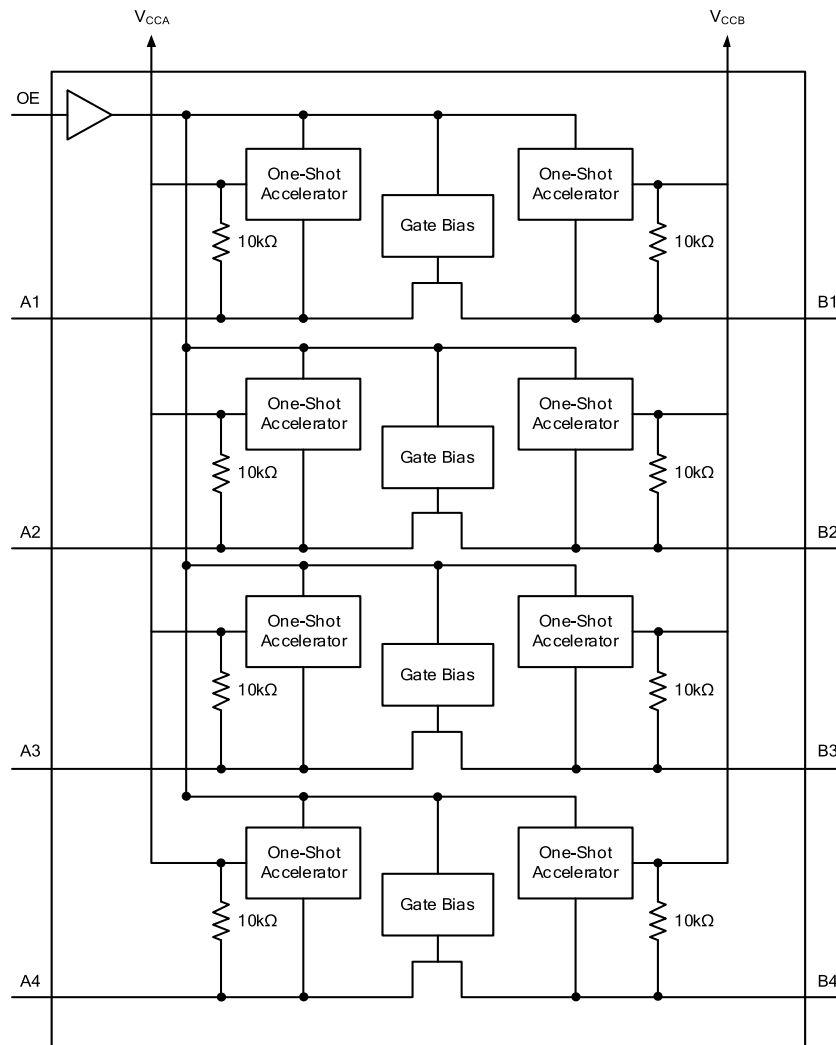 VCCA VCCB
OE
One-Shot Accelerator
One-Shot Accelerator
Gate Bias
10kΩ 10kΩ
A1 B1
One-Shot Accelerator
One-Shot Accelerator
Gate Bias
10kΩ 10kΩ
A2 B2
One-Shot Accelerator
One-Shot Accelerator
Gate Bias
10kΩ 10kΩ
A3 B3
One-Shot Accelerator
One-Shot Accelerator
Gate Bias
10kΩ 10kΩ
A4 B4